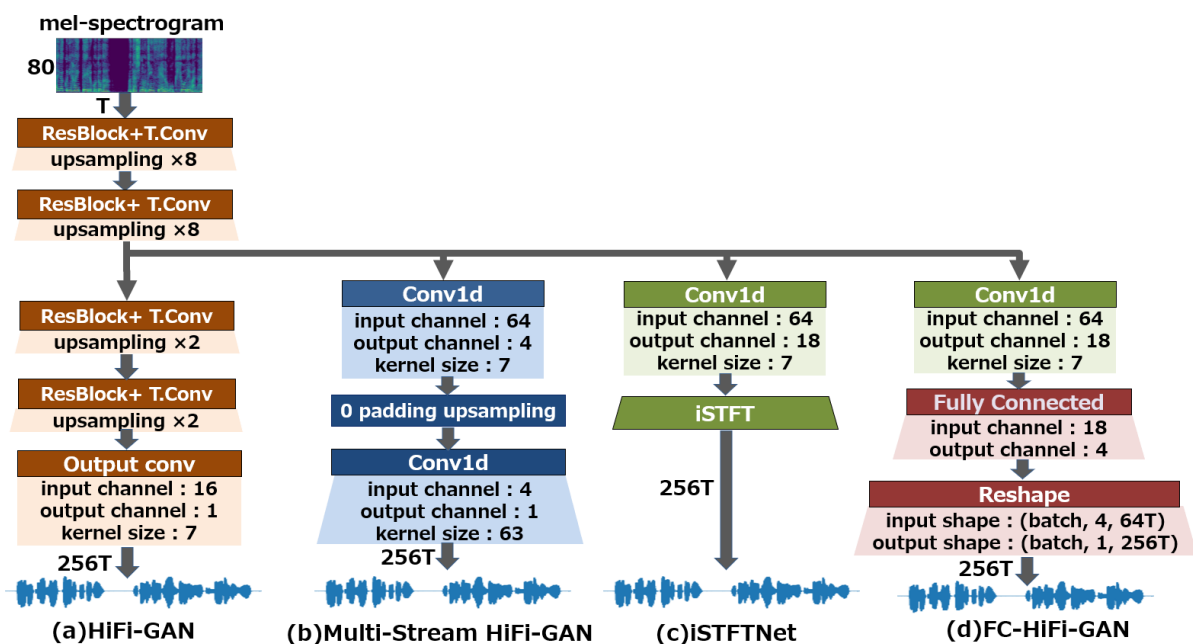 mel-spectrogram
80
T
ResBlock+T.Conv
upsampling ×8
ResBlock+ T.Conv
upsampling ×8
ResBlock+ T.Conv
upsampling ×2
ResBlock+ T.Conv
upsampling ×2
Output conv
input channel : 16
output channel : 1
kernel size : 7
256T
(a)HiFi-GAN
Conv1d
input channel : 64
output channel : 4
kernel size : 7
0 padding upsampling
Conv1d
input channel : 4
output channel : 1
kernel size : 63
256T
(b)Multi-Stream HiFi-GAN
Conv1d
input channel : 64
output channel : 18
kernel size : 7
iSTFT
256T
(c)iSTFTNet
Conv1d
input channel : 64
output channel : 18
kernel size : 7
Fully Connected
input channel : 18
output channel : 4
Reshape
input shape : (batch, 4, 64T)
output shape : (batch, 1, 256T)
256T
(d)FC-HiFi-GAN